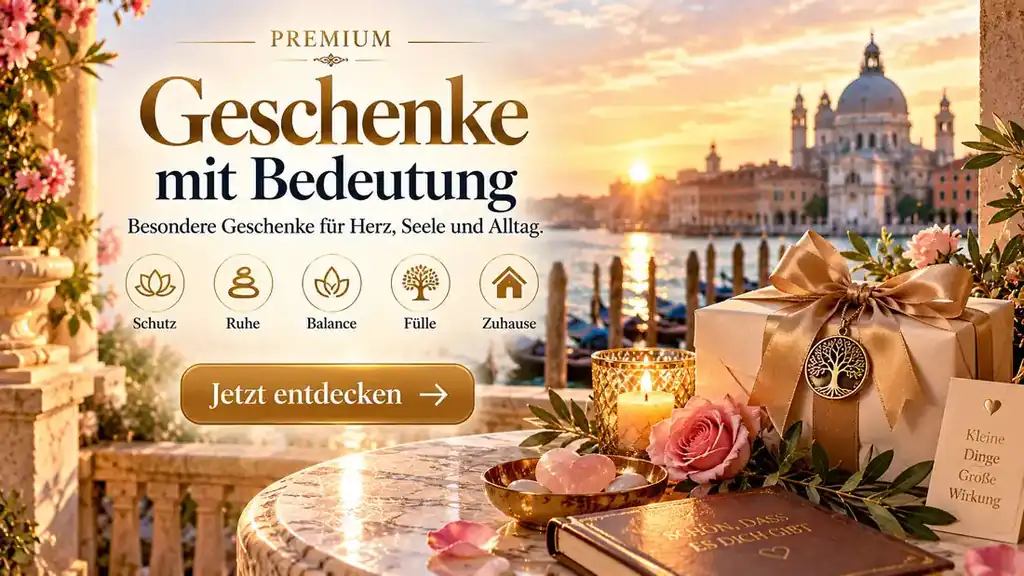 PREMIUM
Geschenke
mit Bedeutung
Besondere Geschenke für Herz, Seele und Alltag.
Schutz
Ruhe
Balance
Fülle
Zuhause
Jetzt entdecken →
Kleine
Dinge
Große
Wirkung
SCHÖN, DASS
ES DICH GIBT